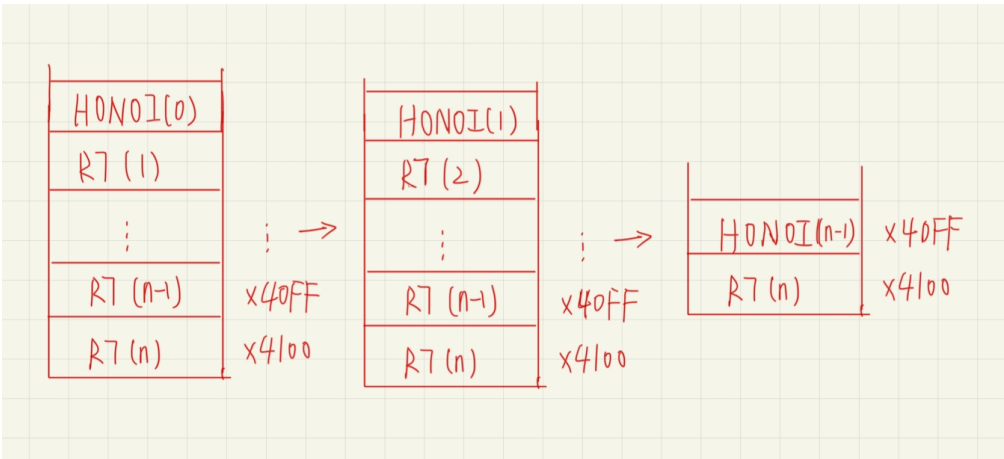 HONOI(0)
R7(1)
⋮ ⋮ →
R7(n-1) x40FF
R7(n) x4100
HONOI(1)
R7(2)
⋮ ⋮ →
R7(n-1) x40FF
R7(n) x4100
HONOI(n-1) x40FF
R7(n) x4100